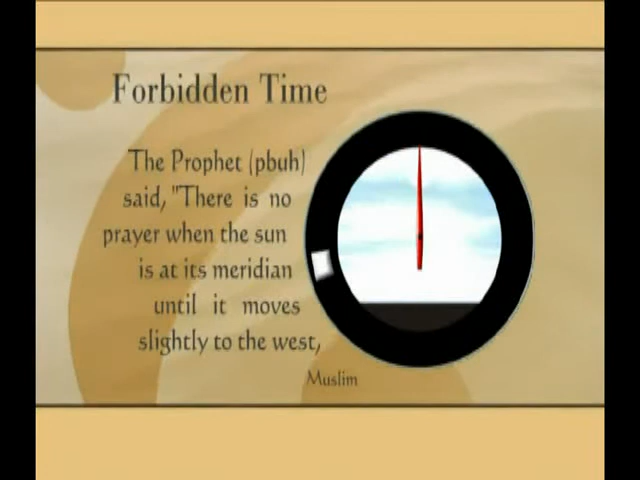 Forbidden Time
The Prophet (pbuh)
said, "There is no
prayer when the sun
is at its meridian
until it moves
slightly to the west,
Muslim